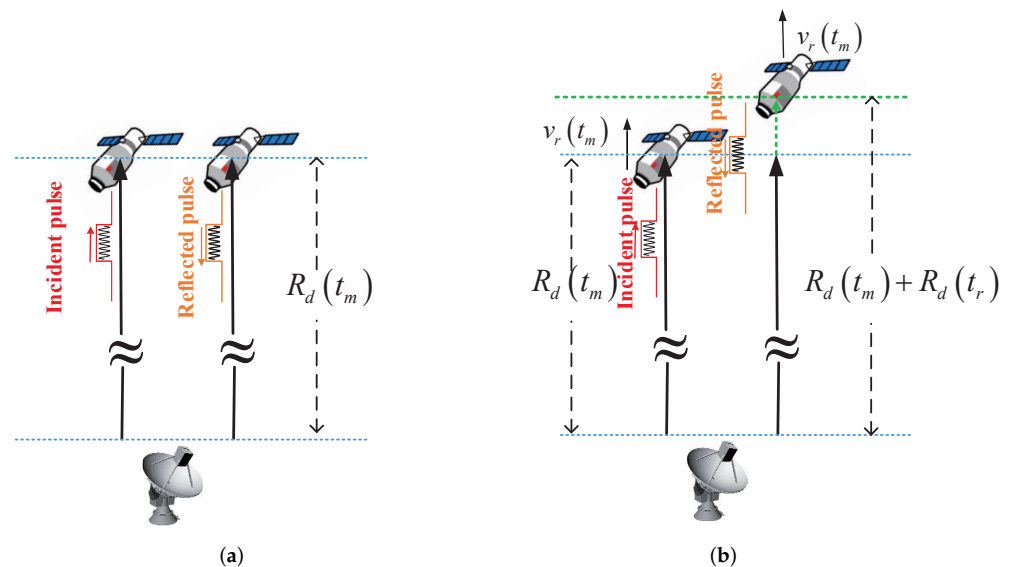 Incident pulse
Reflected pulse
R_d(t_m)
(a)
v_r(t_m)
v_r(t_m)
Reflected pulse
Incident pulse
R_d(t_m)
R_d(t_m)+R_d(t_r)
(b)